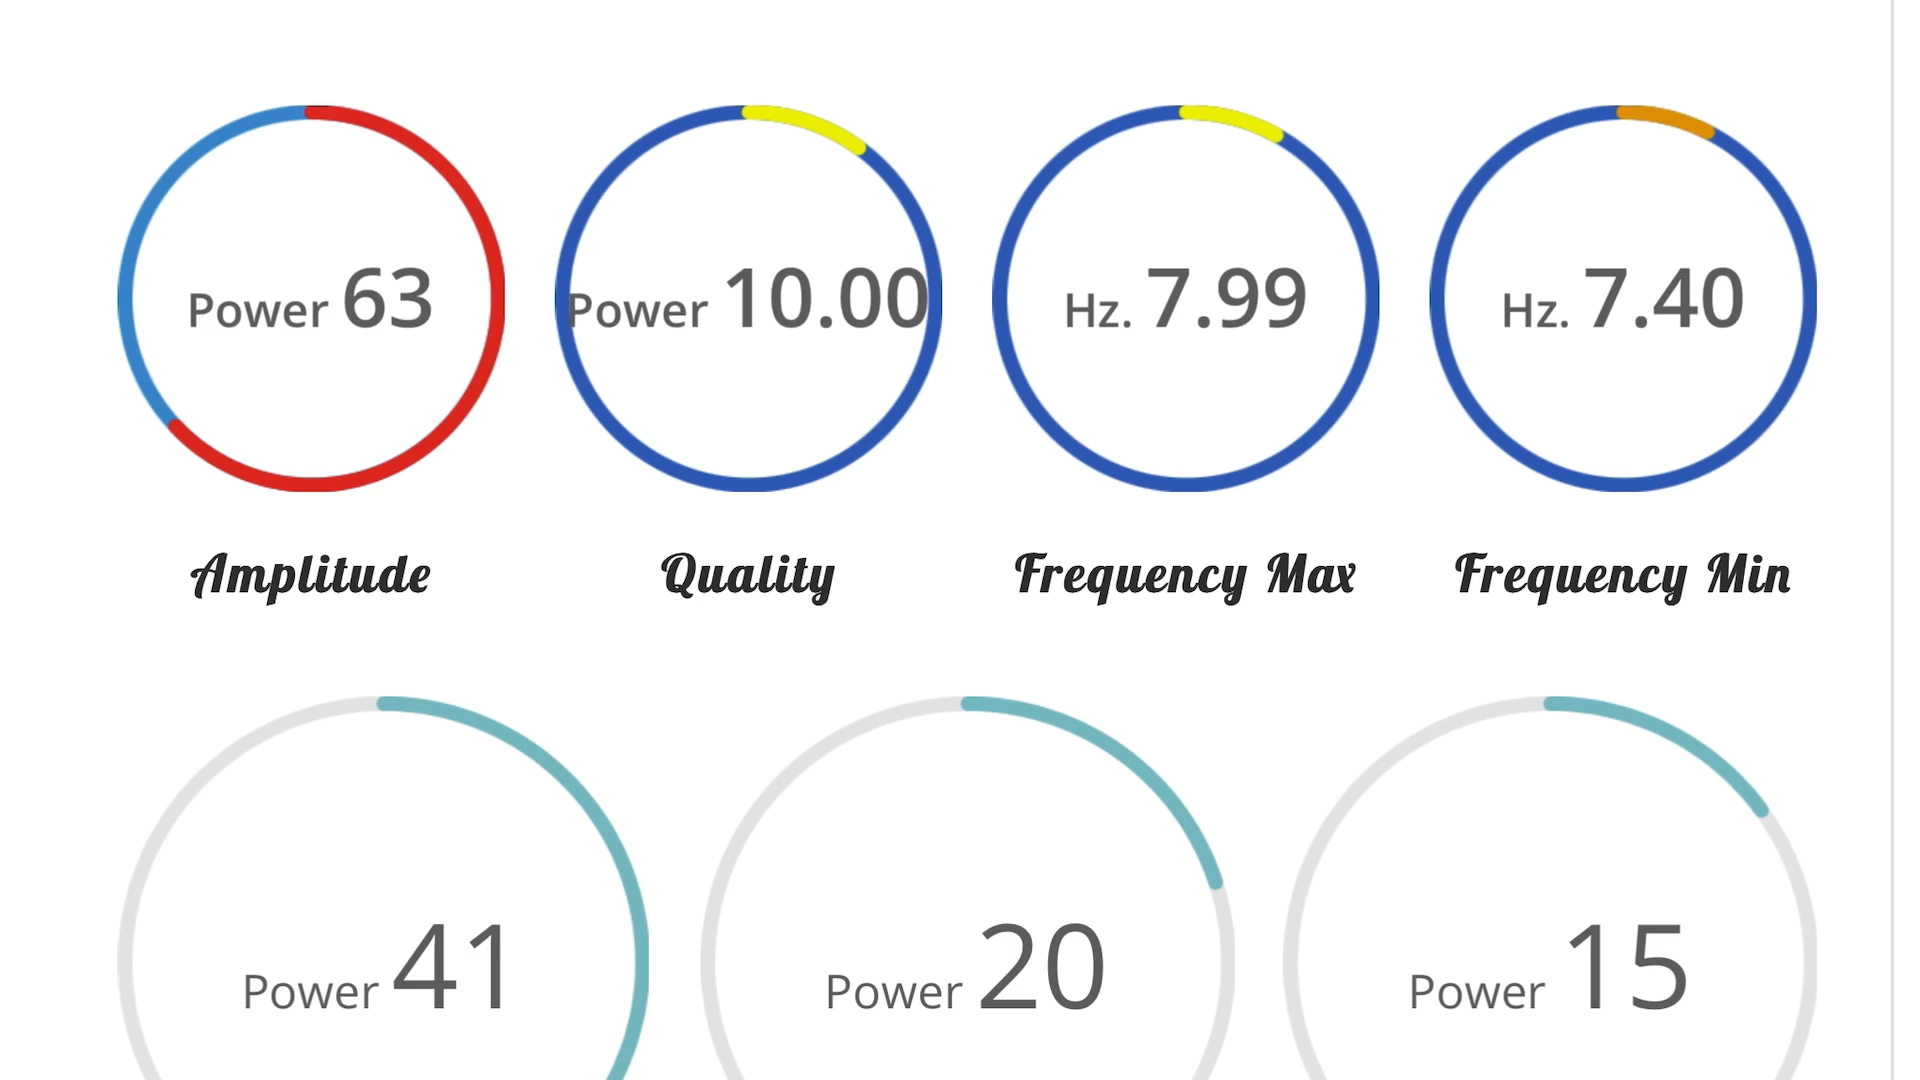 Power 63
Power 10.00
Hz. 7.99
Hz. 7.40
Amplitude
Quality
Frequency Max
Frequency Min
Power 41
Power 20
Power 15